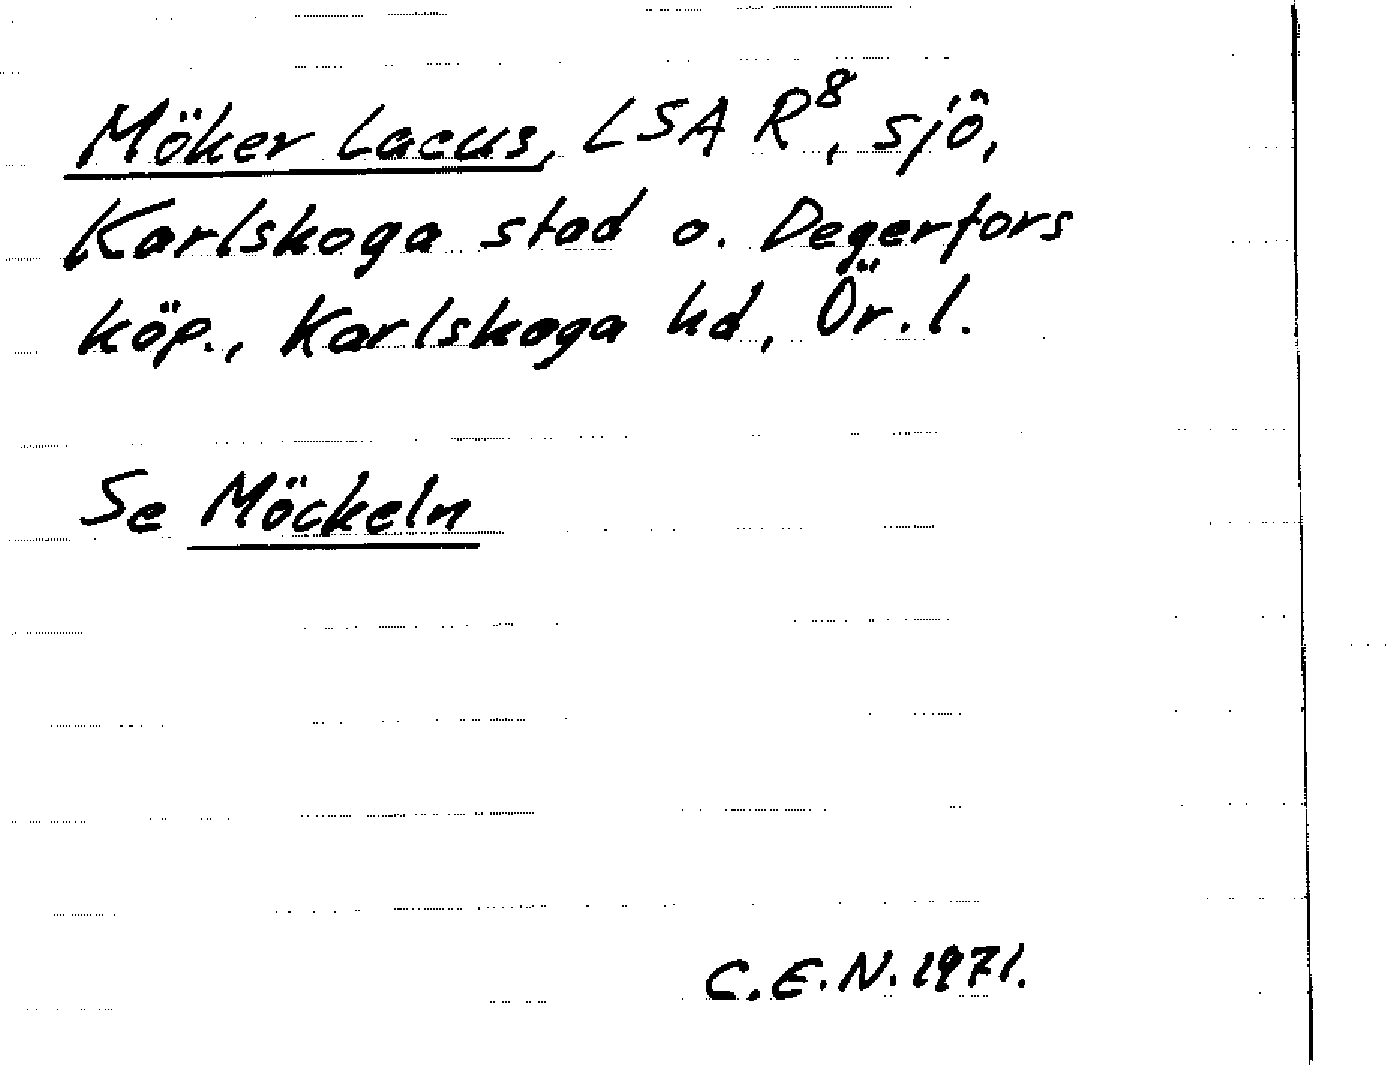 Möker Lacus, LSA R⁸, sjö,
Karlskoga stad o. Degerfors
köp., Karlskoga hd, Ör. l.
Se Möckeln
C.E.N. 1971.